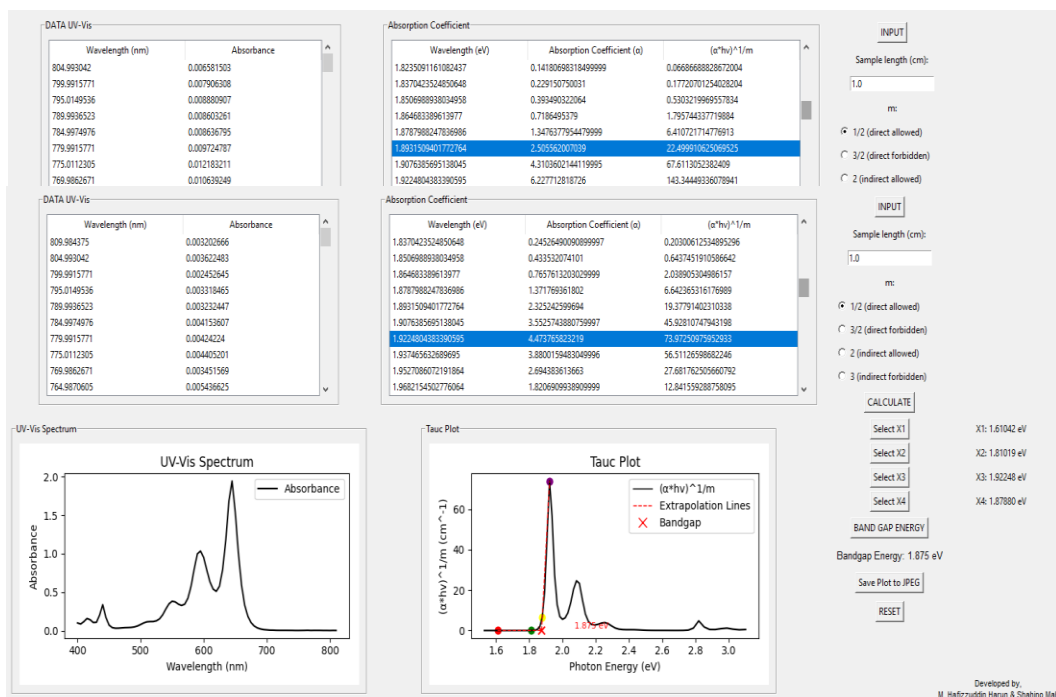 DATA UV-Vis
Wavelength (nm) Absorbance
804.993042 0.006581503
799.9915771 0.007906308
795.0149536 0.008880907
789.9936523 0.008603261
784.9974976 0.008636795
779.9915771 0.009724787
775.0112305 0.012183211
769.9862671 0.010639249
Absorption Coefficient
Wavelength (eV) Absorption Coefficient (α) (α*hv)^1/m
1.8235091161082437 0.14180698318499999 0.06686688828672004
1.8370423524850648 0.229150750031 0.17720701254028204
1.8506988938034958 0.393490322064 0.5303219969557834
1.864683389613977 0.7186495379 1.795744337719884
1.8787988247836986 1.3476377954479999 6.410721714776913
1.8931509401772764 2.505562007039 22.499910625069525
1.9076385695138045 4.3103602144119995 67.6113052382409
1.9224804383390595 6.227712818726 143.34449336078941
INPUT
Sample length (cm):
1.0
m:
1/2 (direct allowed)
3/2 (direct forbidden)
2 (indirect allowed)
DATA UV-Vis
Wavelength (nm) Absorbance
809.984375 0.003202666
804.993042 0.003622483
799.9915771 0.002452645
795.0149536 0.003318465
789.9936523 0.003232447
784.9974976 0.004153607
779.9915771 0.00424224
775.0112305 0.004405201
769.9862671 0.003451569
764.9870605 0.005436625
Absorption Coefficient
Wavelength (eV) Absorption Coefficient (α) (α*hv)^1/m
1.8370423524850648 0.24526490090899997 0.20300612534895296
1.8506988938034958 0.433532074101 0.6437451910586642
1.864683389613977 0.7657613203029999 2.038905304986157
1.8787988247836986 1.371769361802 6.642365316176989
1.8931509401772764 2.325242599694 19.37791402310338
1.9076385695138045 3.5525743880759997 45.92810747943198
1.9224804383390595 4.473765823219 73.97250975952933
1.937465632689695 3.8800159483049996 56.51126598682246
1.9527086072191864 2.694383613663 27.681762505660792
1.9682154502776064 1.8206909938909999 12.841559288758095
INPUT
Sample length (cm):
1.0
m:
1/2 (direct allowed)
3/2 (direct forbidden)
2 (indirect allowed)
3 (indirect forbidden)
CALCULATE
Select X1 X1: 1.61042 eV
Select X2 X2: 1.81019 eV
Select X3 X3: 1.92248 eV
Select X4 X4: 1.87880 eV
BAND GAP ENERGY
Bandgap Energy: 1.875 eV
Save Plot to JPEG
RESET
UV-Vis Spectrum
UV-Vis Spectrum
Absorbance
2.0
1.5
1.0
0.5
0.0
Absorbance
400 500 600 700 800
Wavelength (nm)
Tauc Plot
Tauc Plot
(α*hv)^1/m
Extrapolation Lines
Bandgap
60
40
20
0
(α*hv)^1/m (cm^-1)
1.875 eV
1.6 1.8 2.0 2.2 2.4 2.6 2.8 3.0
Photon Energy (eV)
Developed by,
M. Hafizzuddin Harun & Shahino